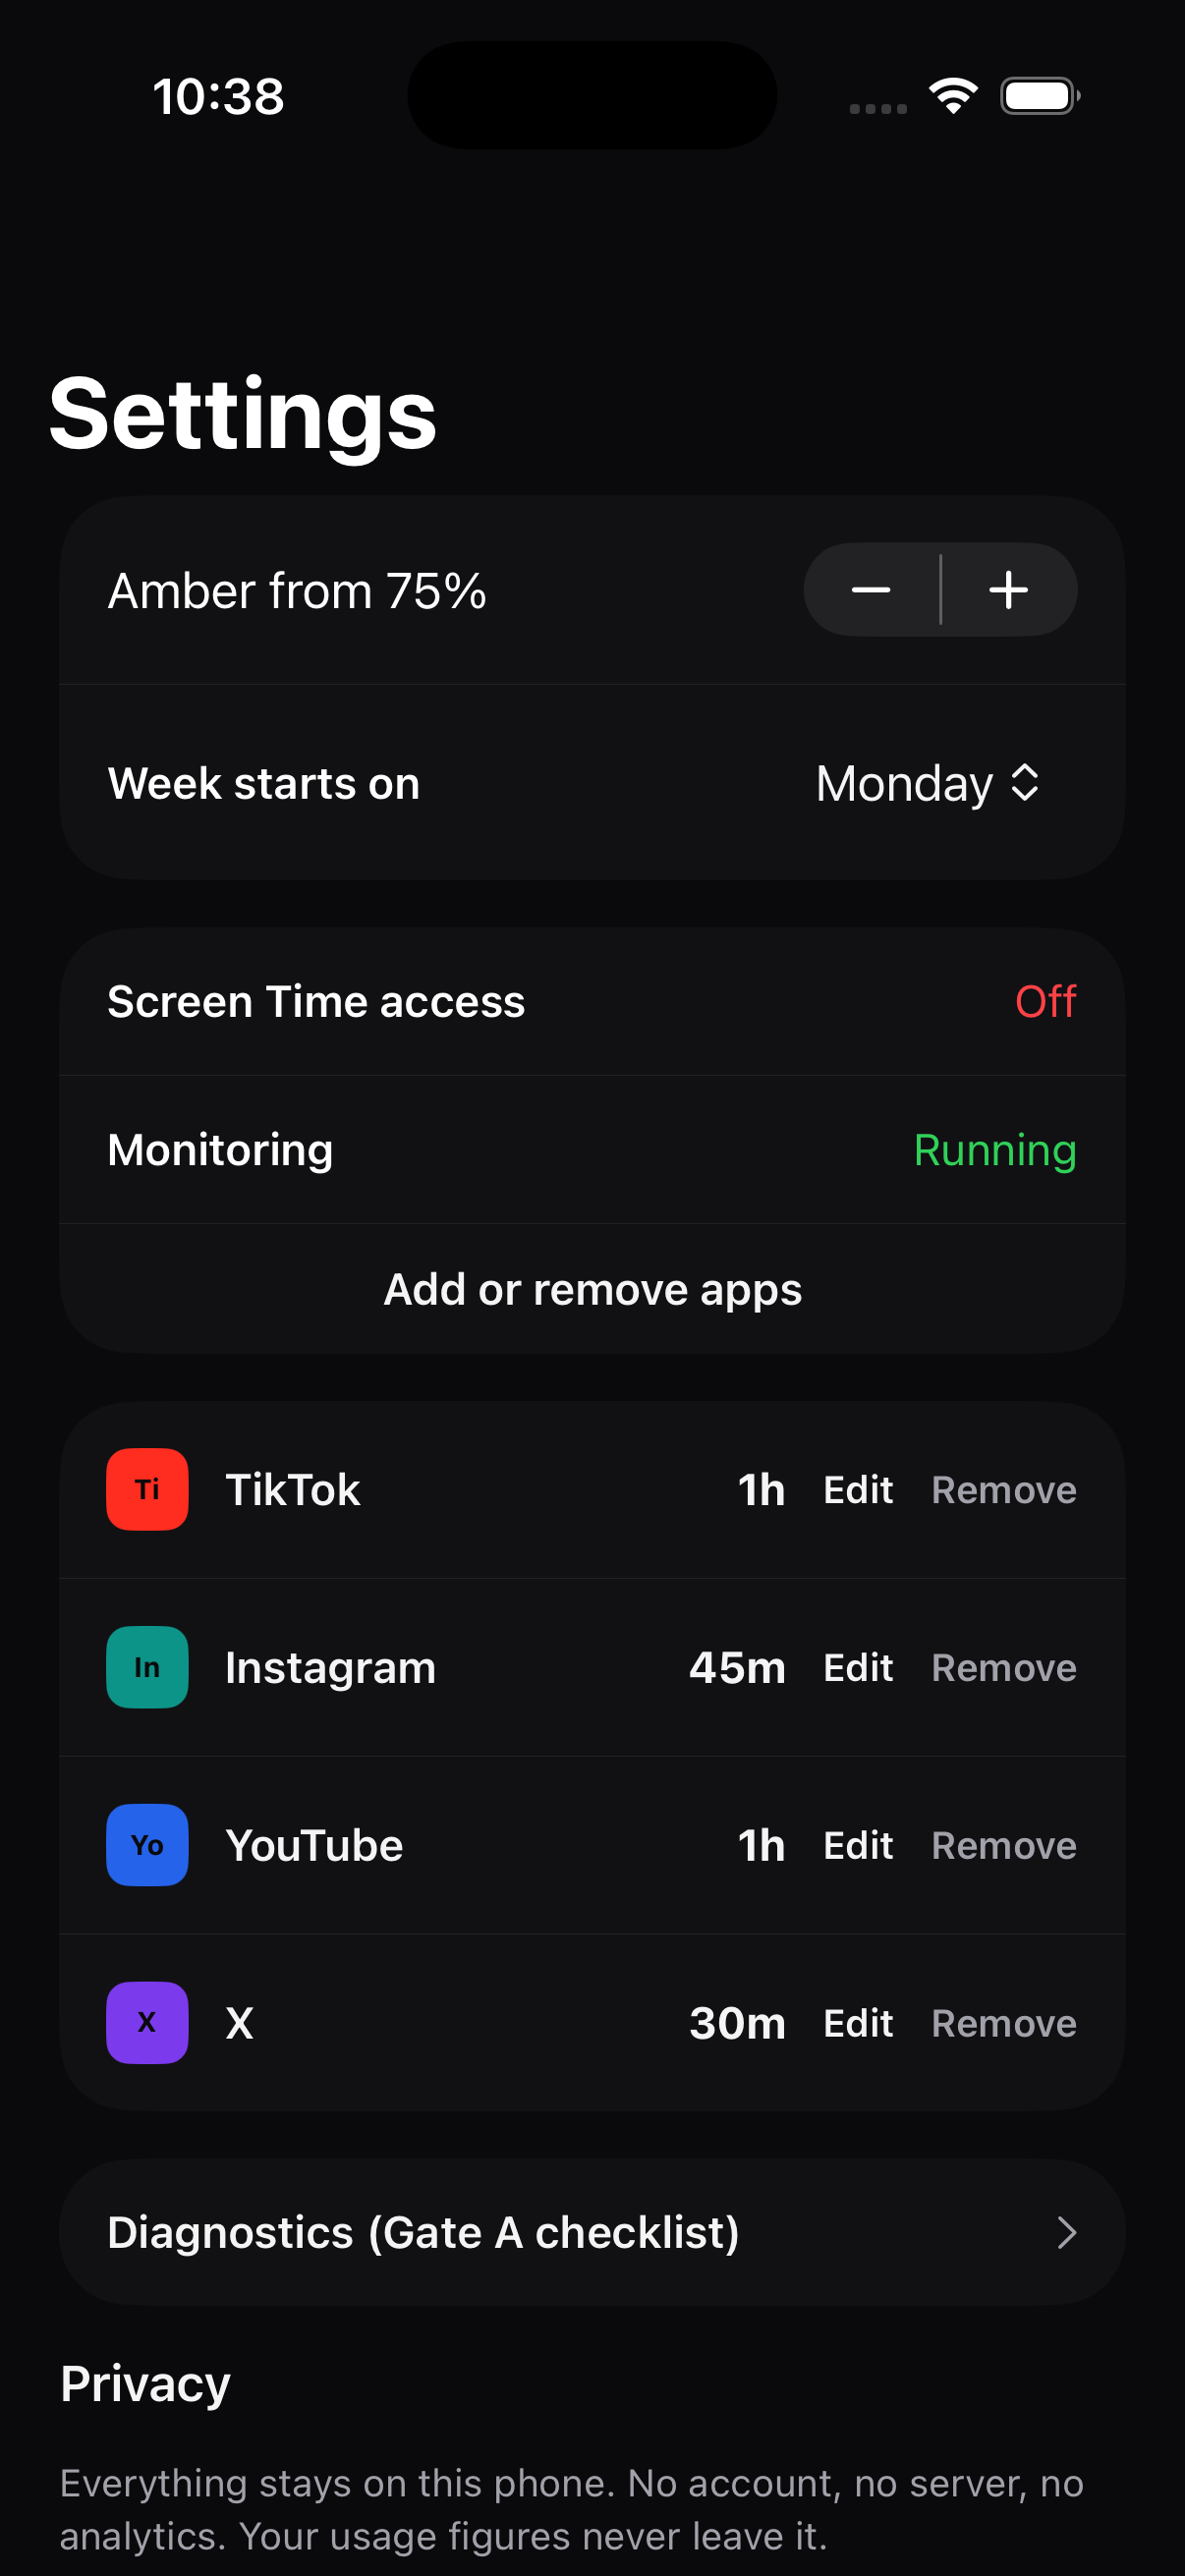 10:38
Settings
Amber from 75%
Week starts on Monday
Screen Time access Off
Monitoring Running
Add or remove apps
Ti TikTok 1h Edit Remove
In Instagram 45m Edit Remove
Yo YouTube 1h Edit Remove
X X 30m Edit Remove
Diagnostics (Gate A checklist)
Privacy
Everything stays on this phone. No account, no server, no
analytics. Your usage figures never leave it.